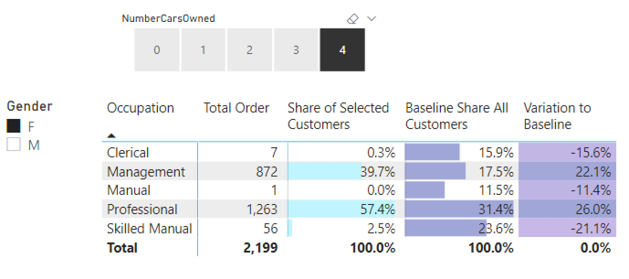 NumberCarsOwned
0 1 2 3 4
Gender
F
M
Occupation Total Order Share of Selected Customers Baseline Share All Customers Variation to Baseline
Clerical 7 0.3% 15.9% -15.6%
Management 872 39.7% 17.5% 22.1%
Manual 1 0.0% 11.5% -11.4%
Professional 1,263 57.4% 31.4% 26.0%
Skilled Manual 56 2.5% 23.6% -21.1%
Total 2,199 100.0% 100.0% 0.0%